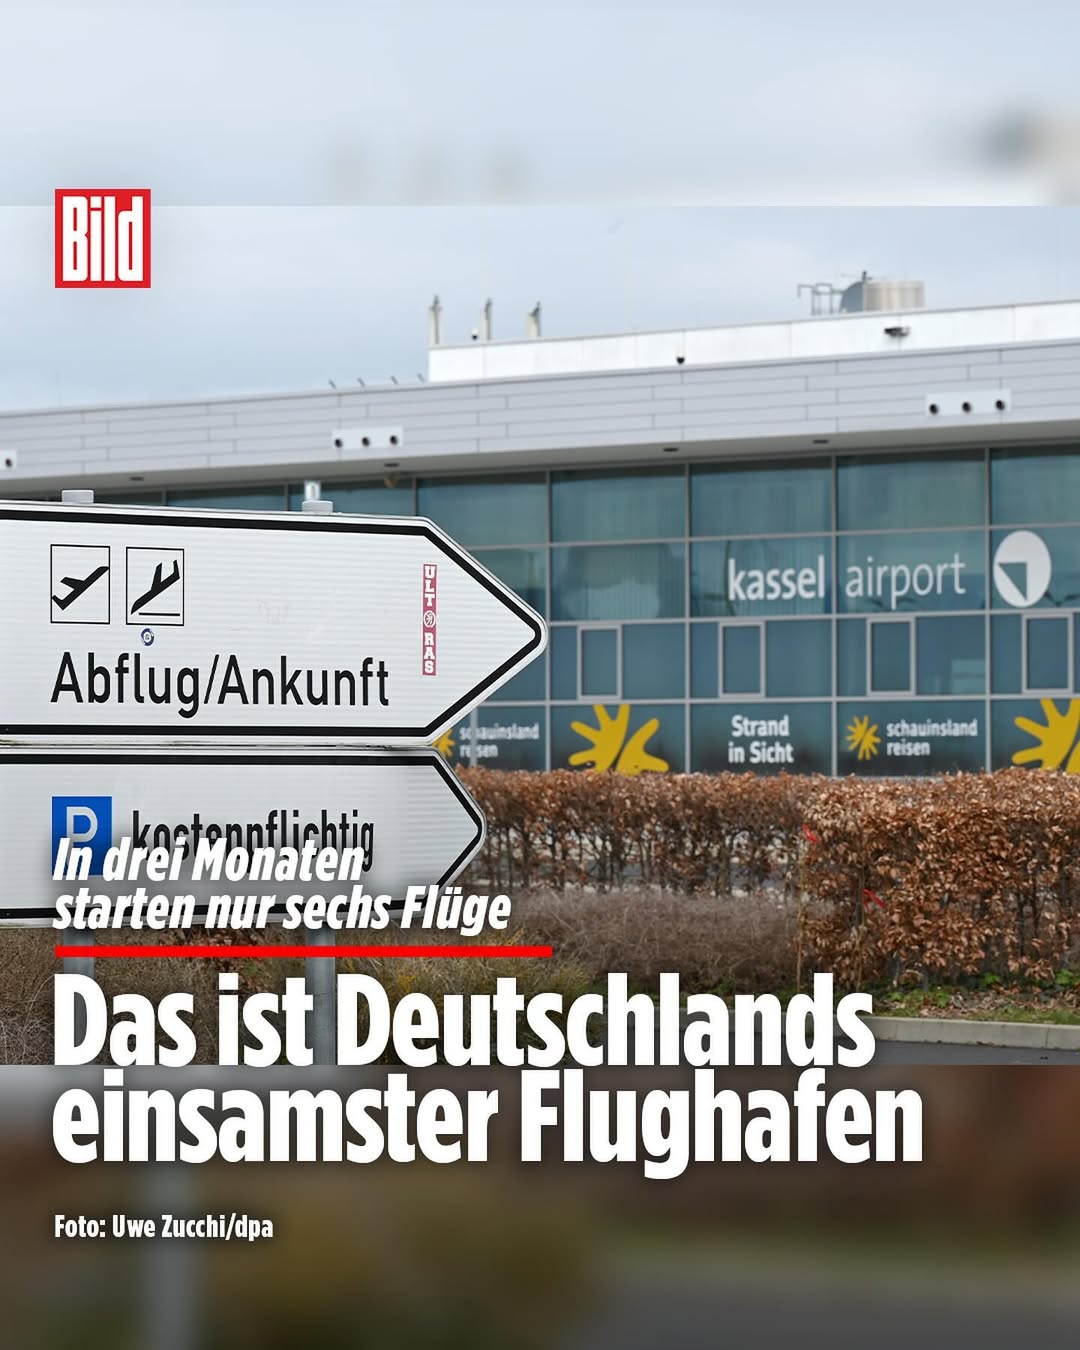 Bild
kassel airport
Abflug/Ankunft
ULTRAS
schauinsland
reisen
Strand
in Sicht
schauinsland
reisen
P kostenpflichtig
In drei Monaten
starten nur sechs Flüge
Das ist Deutschlands
einsamster Flughafen
Foto: Uwe Zucchi/dpa